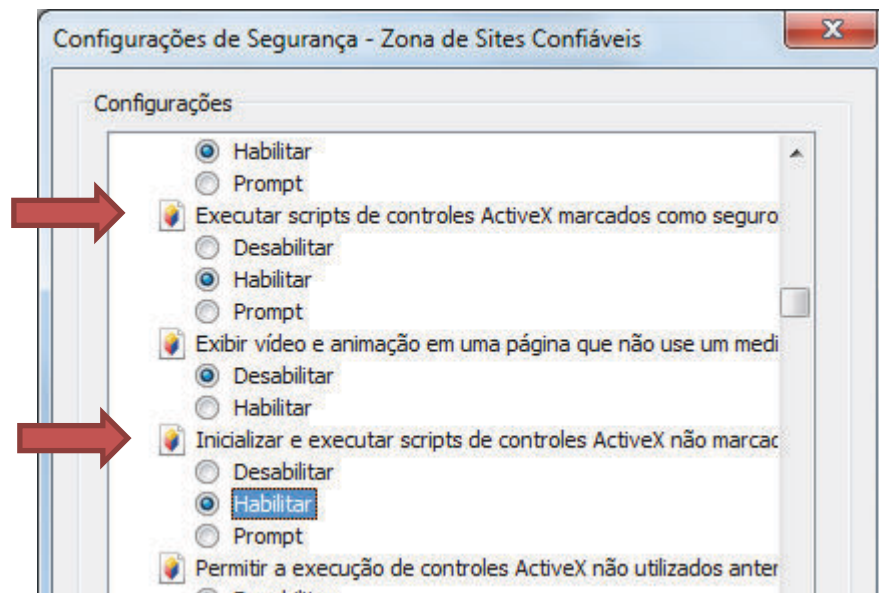 Configurações de Segurança - Zona de Sites Confiáveis
Configurações
Habilitar
Prompt
Executar scripts de controles ActiveX marcados como seguro
Desabilitar
Habilitar
Prompt
Exibir vídeo e animação em uma página que não use um medi
Desabilitar
Habilitar
Inicializar e executar scripts de controles ActiveX não marcad
Desabilitar
Habilitar
Prompt
Permitir a execução de controles ActiveX não utilizados anter